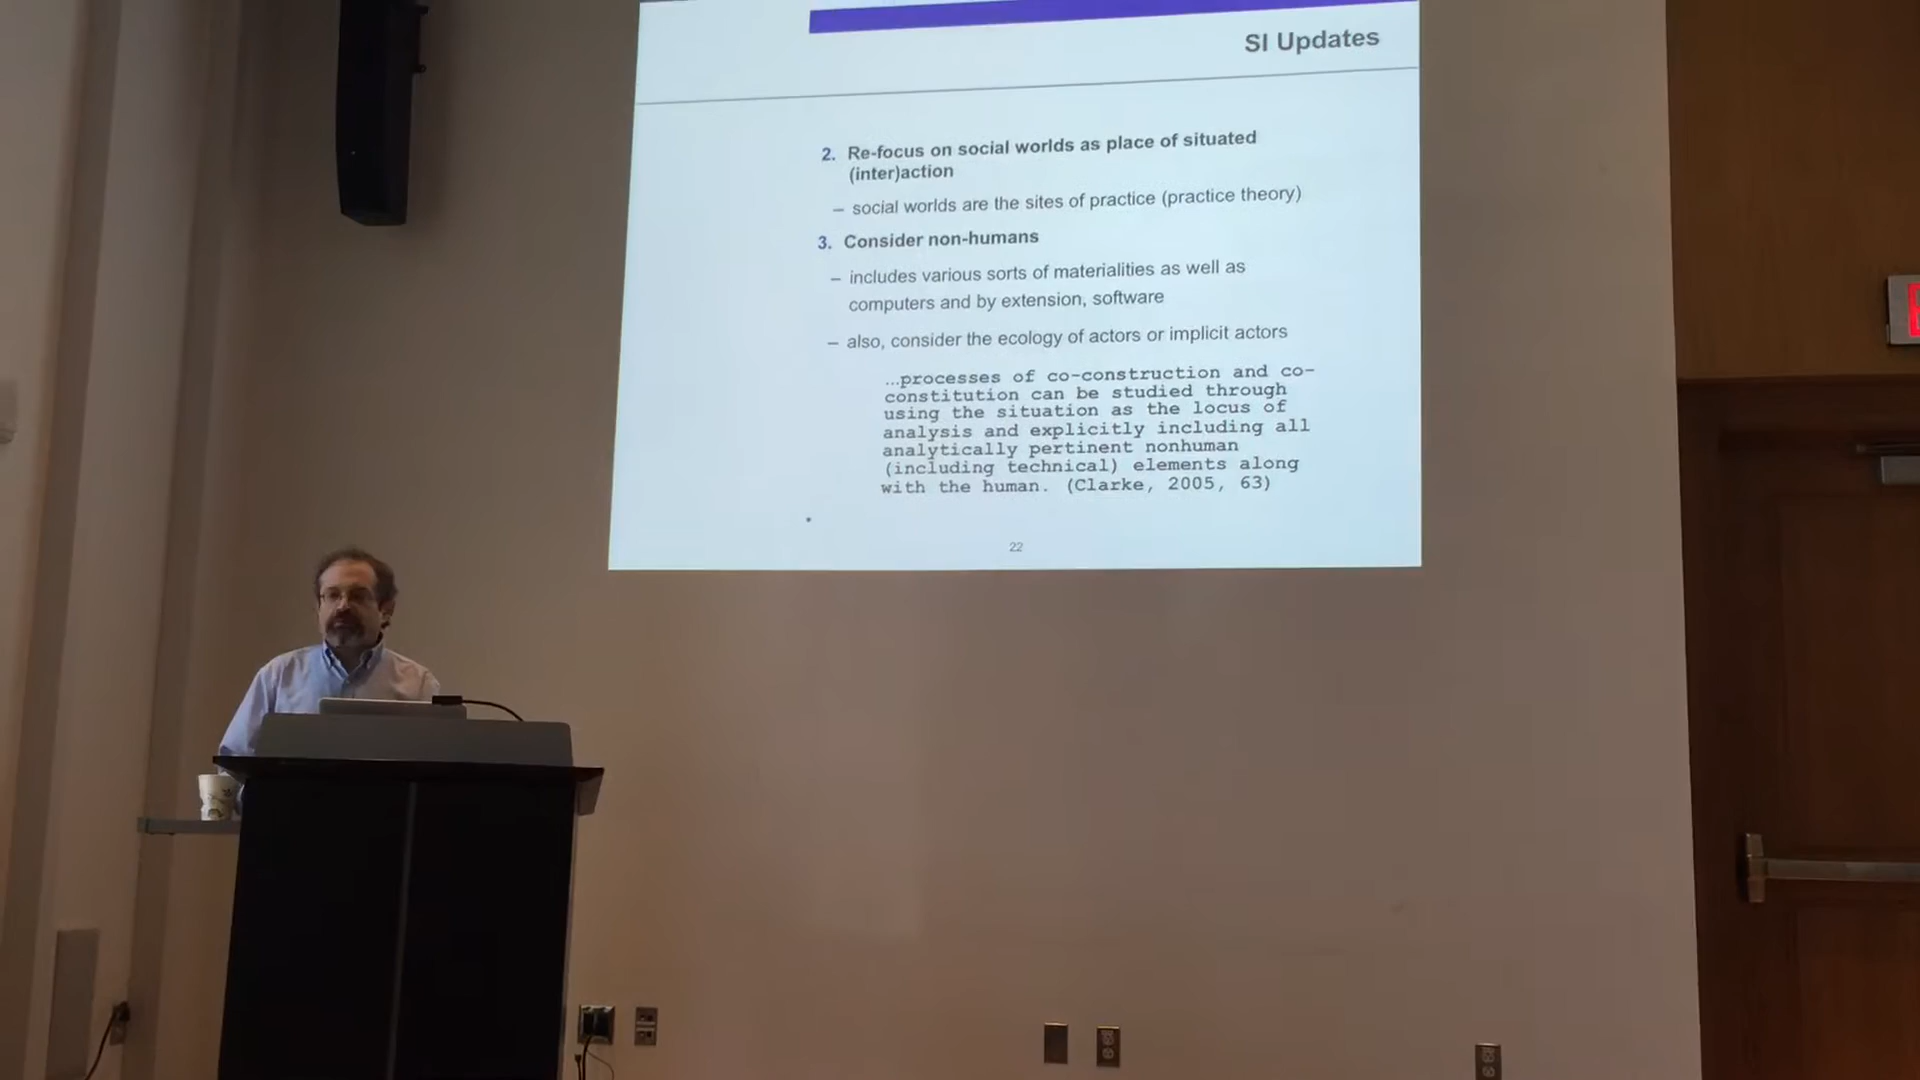 SI Updates
2. Re-focus on social worlds as place of situated
(inter)action
– social worlds are the sites of practice (practice theory)
3. Consider non-humans
– includes various sorts of materialities as well as
computers and by extension, software
– also, consider the ecology of actors or implicit actors
…processes of co-construction and co-
constitution can be studied through
using the situation as the locus of
analysis and explicitly including all
analytically pertinent nonhuman
(including technical) elements along
with the human. (Clarke, 2005, 63)
22